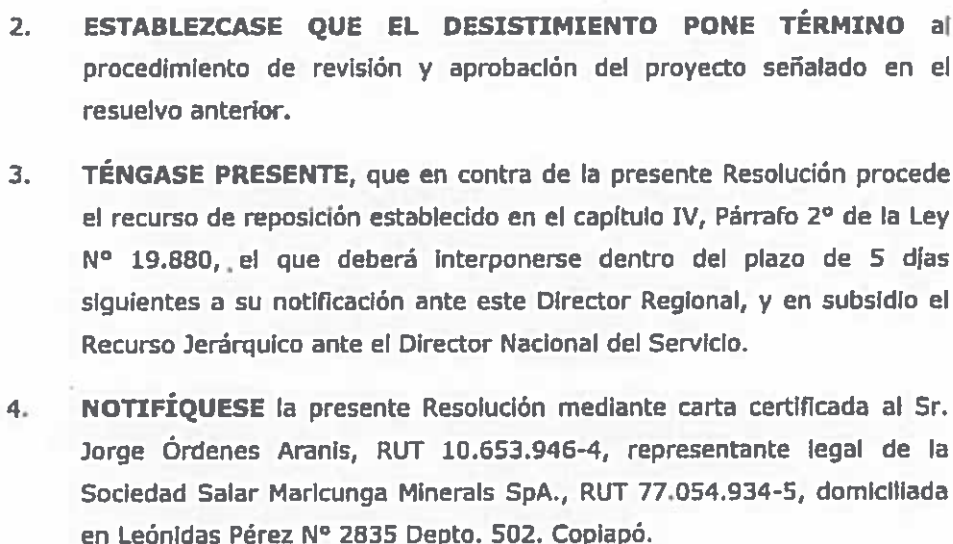 2. ESTABLEZCASE QUE EL DESISTIMIENTO PONE TÉRMINO al
procedimiento de revisión y aprobación del proyecto señalado en el
resuelvo anterior.
3. TÉNGASE PRESENTE, que en contra de la presente Resolución procede
el recurso de reposición establecido en el capítulo IV, Párrafo 2º de la Ley
Nº 19.880, el que deberá interponerse dentro del plazo de 5 días
siguientes a su notificación ante este Director Regional, y en subsidio el
Recurso Jerárquico ante el Director Nacional del Servicio.
4. NOTIFÍQUESE la presente Resolución mediante carta certificada al Sr.
Jorge Órdenes Aranis, RUT 10.653.946-4, representante legal de la
Sociedad Salar Maricunga Minerals SpA., RUT 77.054.934-5, domiciliada
en Leónidas Pérez Nº 2835 Depto. 502. Copiapó.